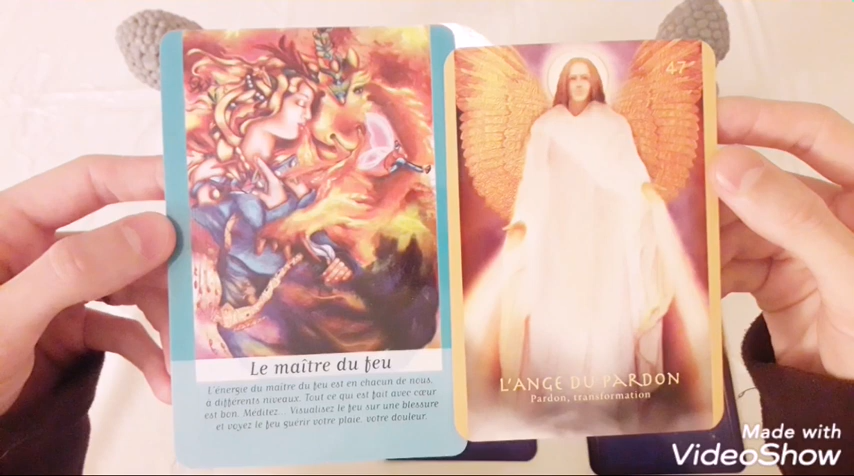 Le maître du feu
L'énergie du maître du feu est en chacun de nous,
à différents niveaux. Tout ce qui est fait avec cœur
est bon. Méditez... Visualisez le feu sur une blessure
et voyez le feu guérir votre plaie, votre douleur.
47
L'ANGE DU PARDON
Pardon, transformation
Made with
VideoShow